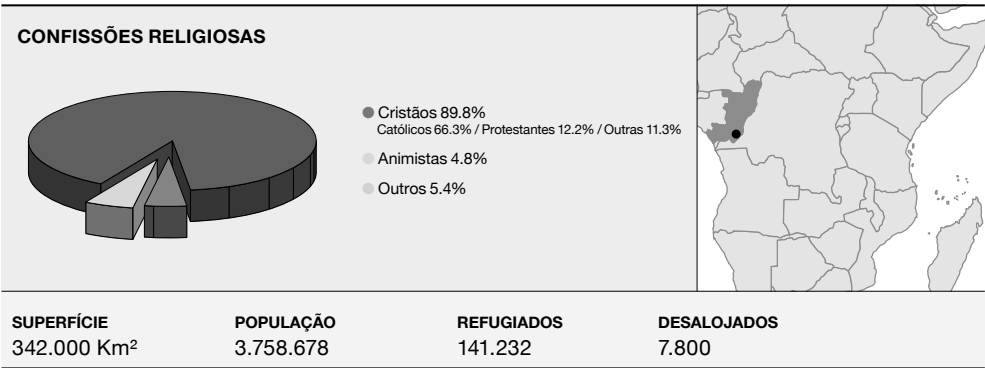 CONFISSÕES RELIGIOSAS
Cristãos 89.8%
Católicos 66.3% / Protestantes 12.2% / Outras 11.3%
Animistas 4.8%
Outros 5.4%
SUPERFÍCIE
342.000 Km²
POPULAÇÃO
3.758.678
REFUGIADOS
141.232
DESALOJADOS
7.800